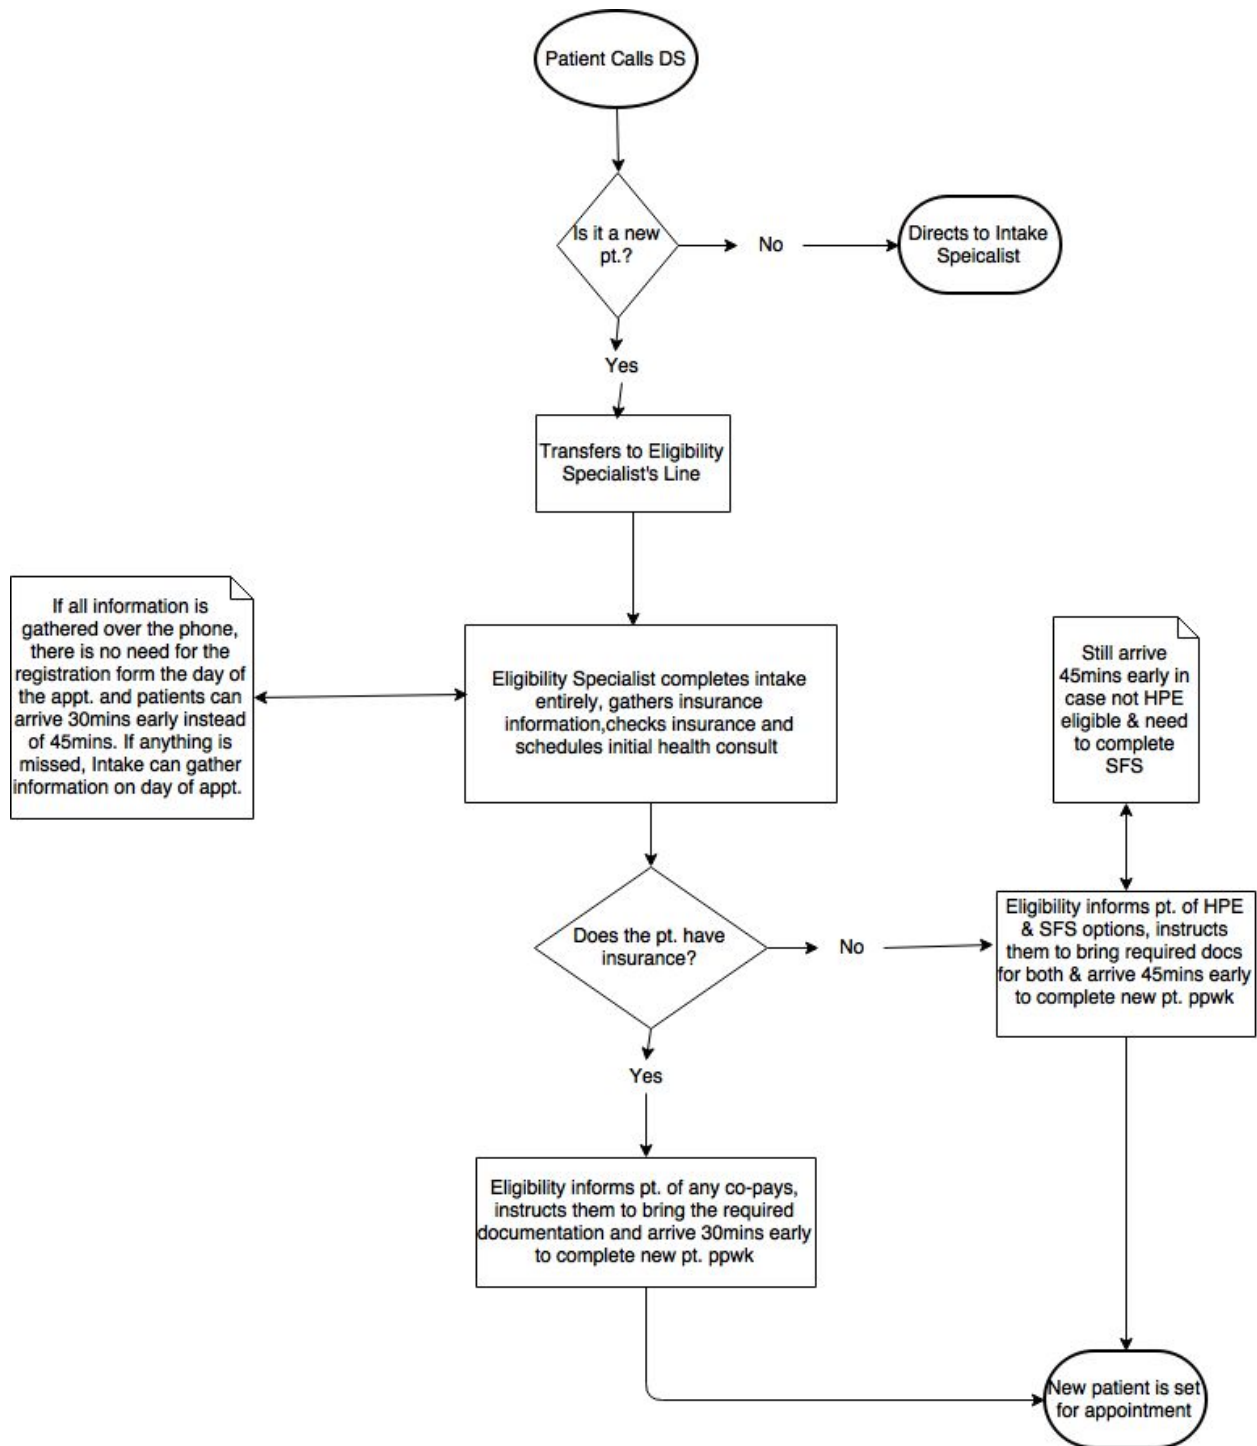 Patient Calls DS
Is it a new
pt.?
No
Directs to Intake
Speicalist
Yes
Transfers to Eligibility
Specialist's Line
If all information is
gathered over the phone,
there is no need for the
registration form the day of
the appt. and patients can
arrive 30mins early instead
of 45mins. If anything is
missed, Intake can gather
information on day of appt.
Eligibility Specialist completes intake
entirely, gathers insurance
information,checks insurance and
schedules initial health consult
Still arrive
45mins early in
case not HPE
eligible & need
to complete
SFS
Does the pt. have
insurance?
No
Eligibility informs pt. of HPE
& SFS options, instructs
them to bring required docs
for both & arrive 45mins early
to complete new pt. ppwk
Yes
Eligibility informs pt. of any co-pays,
instructs them to bring the required
documentation and arrive 30mins early
to complete new pt. ppwk
New patient is set
for appointment